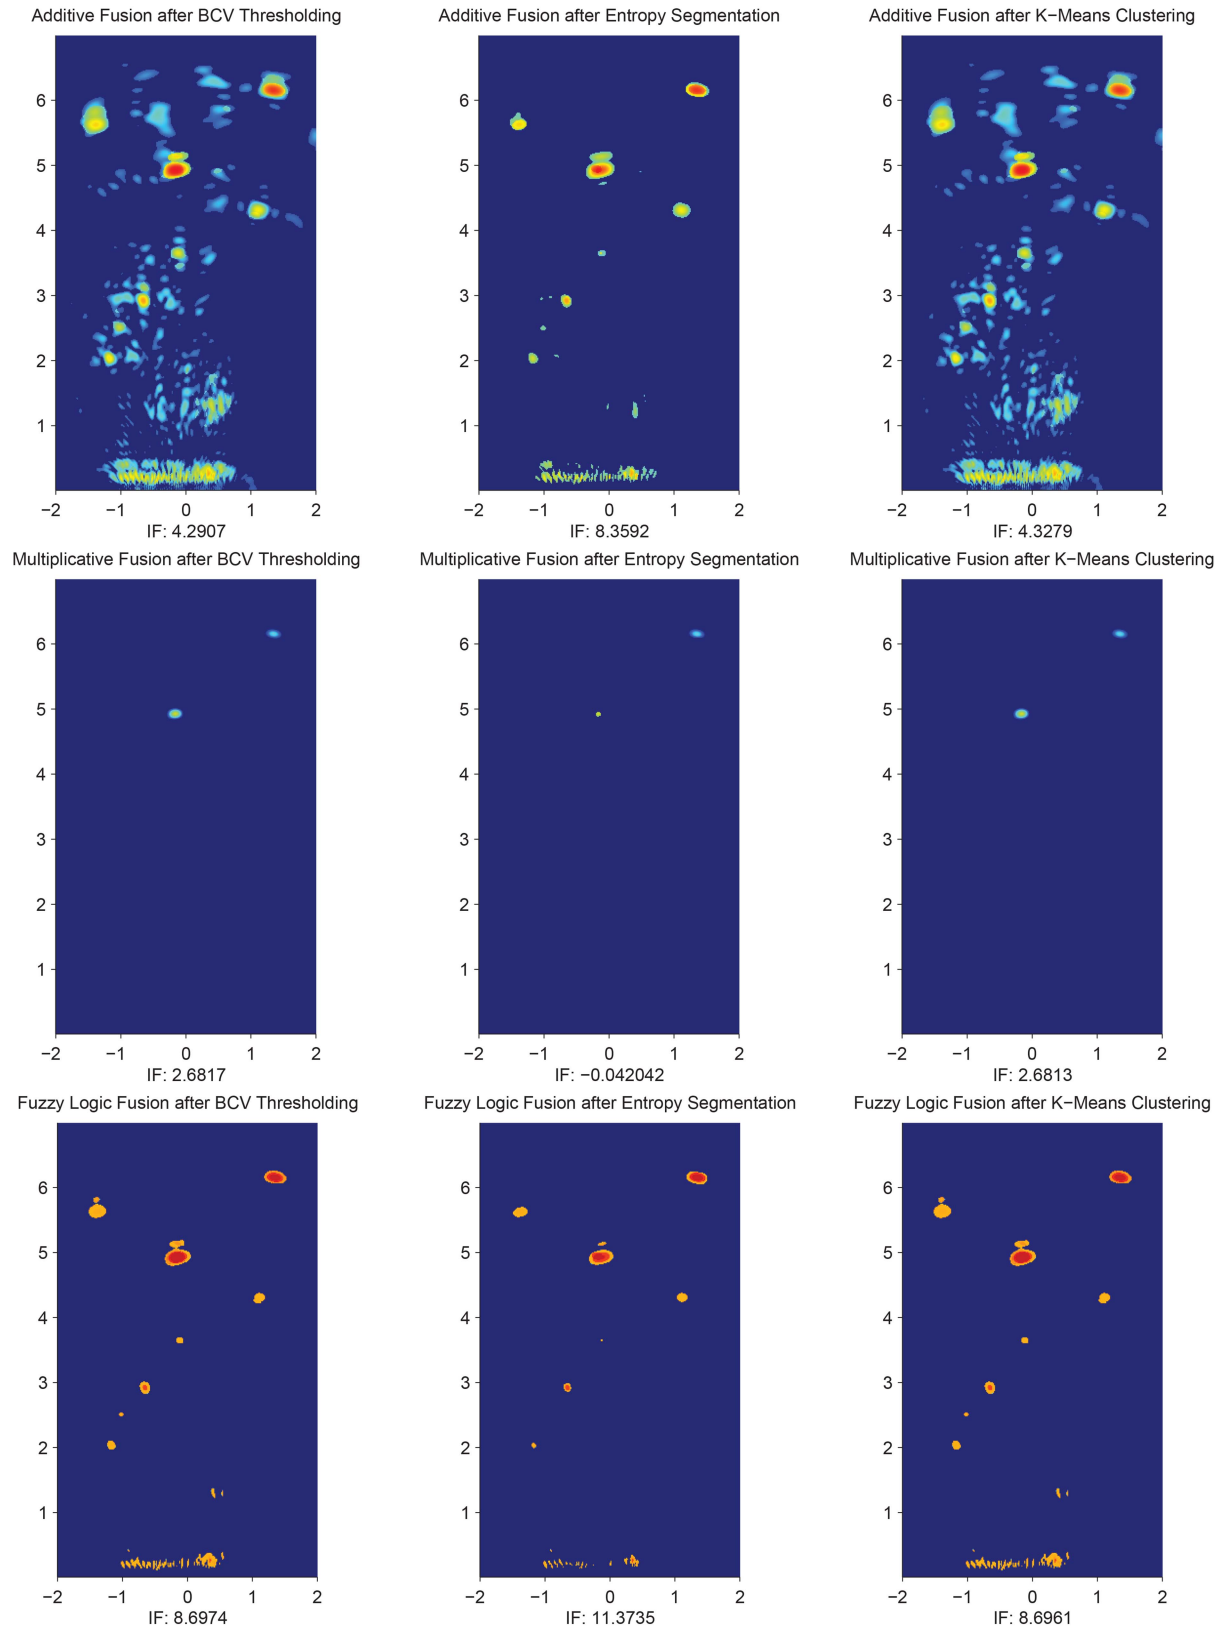 Additive Fusion after BCV Thresholding
Additive Fusion after Entropy Segmentation
Additive Fusion after K−Means Clustering
6
5
4
3
2
1
−2 −1 0 1 2
IF: 4.2907
6
5
4
3
2
1
−2 −1 0 1 2
IF: 8.3592
6
5
4
3
2
1
−2 −1 0 1 2
IF: 4.3279
Multiplicative Fusion after BCV Thresholding
Multiplicative Fusion after Entropy Segmentation
Multiplicative Fusion after K−Means Clustering
6
5
4
3
2
1
−2 −1 0 1 2
IF: 2.6817
6
5
4
3
2
1
−2 −1 0 1 2
IF: −0.042042
6
5
4
3
2
1
−2 −1 0 1 2
IF: 2.6813
Fuzzy Logic Fusion after BCV Thresholding
Fuzzy Logic Fusion after Entropy Segmentation
Fuzzy Logic Fusion after K−Means Clustering
6
5
4
3
2
1
−2 −1 0 1 2
IF: 8.6974
6
5
4
3
2
1
−2 −1 0 1 2
IF: 11.3735
6
5
4
3
2
1
−2 −1 0 1 2
IF: 8.6961